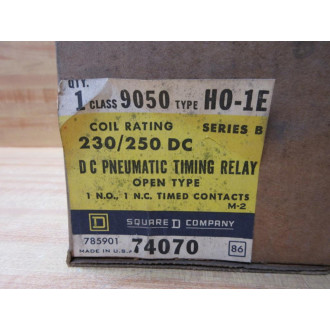 QTY.
1 CLASS 9050 TYPE HO-1E
COIL RATING SERIES B
230/250 DC
DC PNEUMATIC TIMING RELAY
OPEN TYPE
1 N.O., 1 N.C. TIMED CONTACTS
M-2
D SQUARE D COMPANY
785901 74070 86
MADE IN U.S.A.